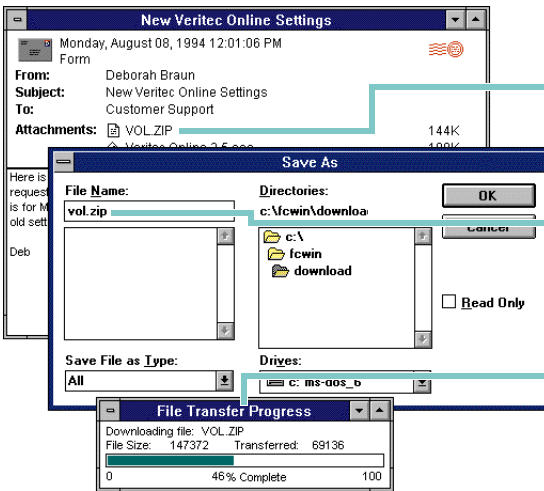 New Veritec Online Settings
Monday, August 08, 1994 12:01:06 PM
Form
From: Deborah Braun
Subject: New Veritec Online Settings
To: Customer Support
Attachments: VOL.ZIP 144K
Veritec Online
Here is
request
is for M
old sett
Deb
Save As
File Name:
vol.zip
Directories:
c:\fcwin\downloa
c:\
fcwin
download
OK
Cancel
Read Only
Save File as Type:
All
Drives:
c: ms-dos_6
File Transfer Progress
Downloading file: VOL.ZIP
File Size: 147372 Transferred: 69136
0 46% Complete 100